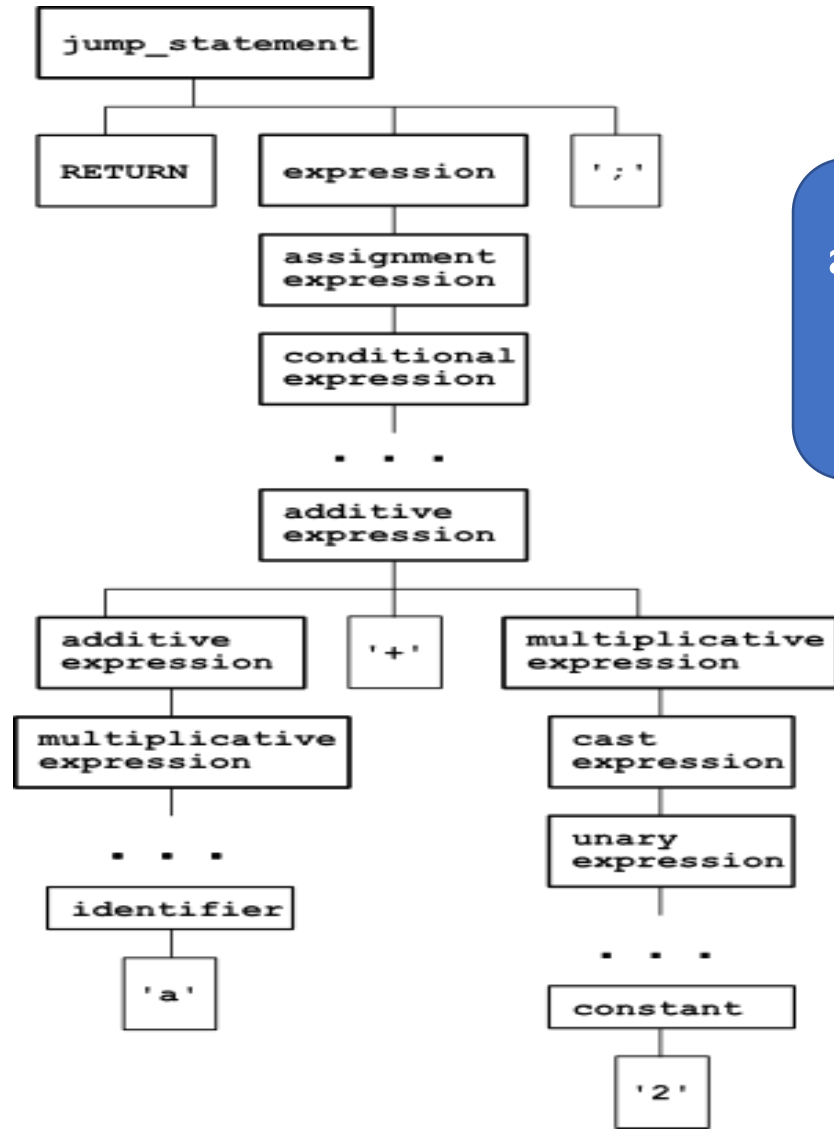 jump_statement
RETURN
expression
';'
assignment
expression
conditional
expression
. . .
additive
expression
additive
expression
'+'
multiplicative
expression
multiplicative
expression
cast
expression
unary
expression
. . .
identifier
. . .
'a'
constant
'2'